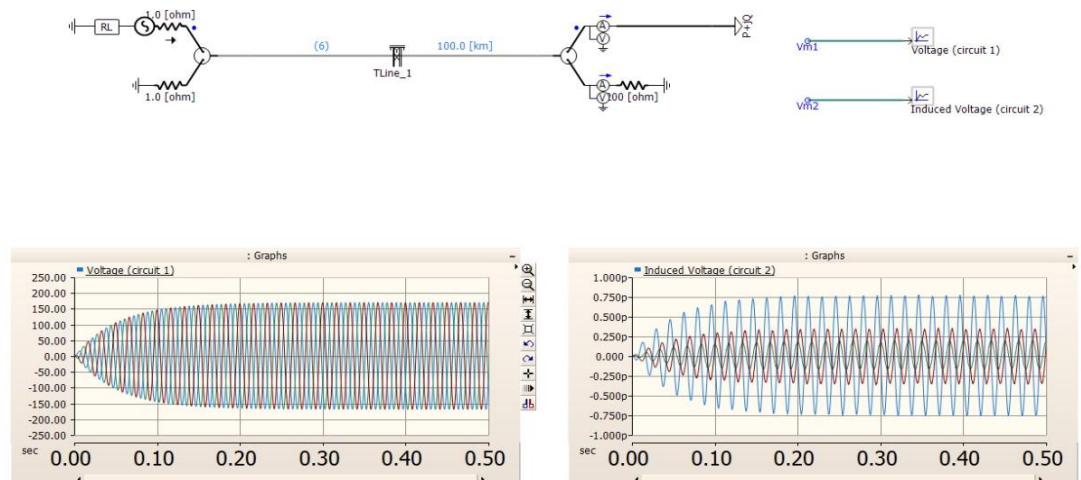 1.0 [ohm]
RL
S
(6)
100.0 [km]
TLine_1
A
V
P+jQ
1.0 [ohm]
A
V
100 [ohm]
Vm1
Voltage (circuit 1)
Vm2
Induced Voltage (circuit 2)
: Graphs
Voltage (circuit 1)
250.00
200.00
150.00
100.00
50.00
0.00
-50.00
-100.00
-150.00
-200.00
-250.00
sec
0.00 0.10 0.20 0.30 0.40 0.50
: Graphs
Induced Voltage (circuit 2)
1.000p
0.750p
0.500p
0.250p
0.000
-0.250p
-0.500p
-0.750p
-1.000p
sec
0.00 0.10 0.20 0.30 0.40 0.50